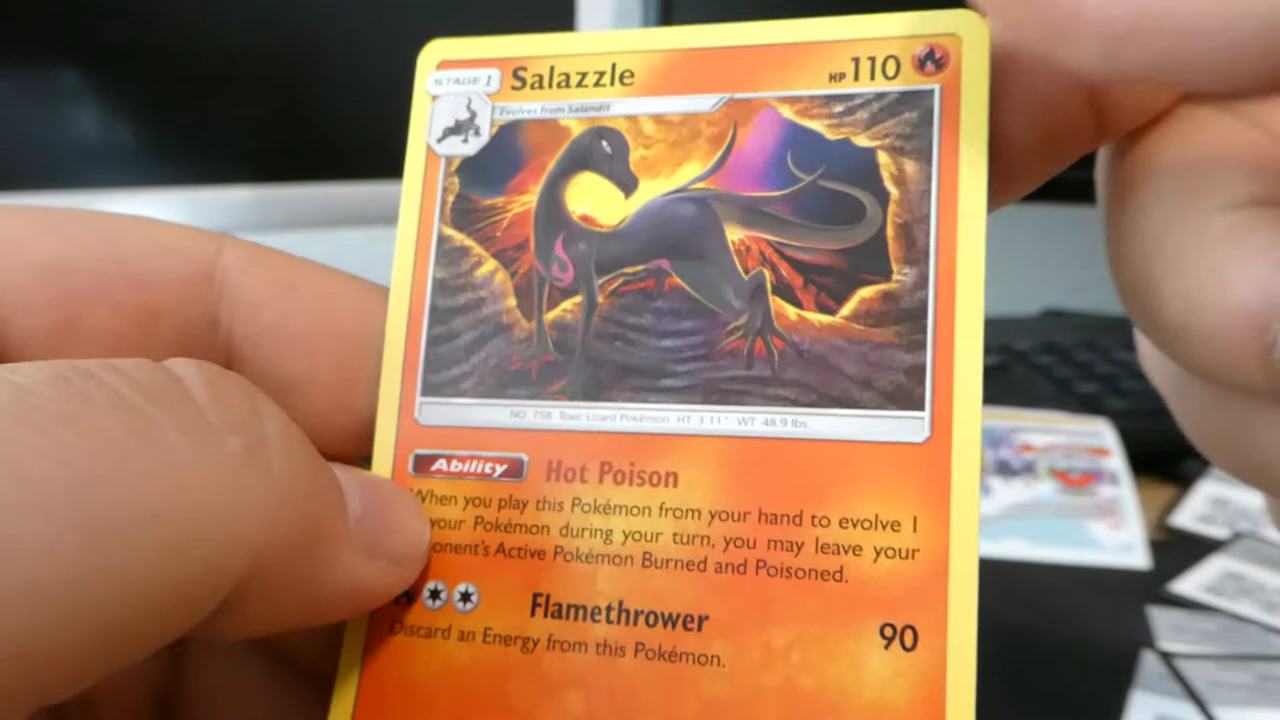 STAGE 1 Salazzle HP 110
Evolves from Salandit
NO. 758 Toxic Lizard Pokémon HT: 3'11" WT: 48.9 lbs.
Ability Hot Poison
When you play this Pokémon from your hand to evolve 1
your Pokémon during your turn, you may leave your
onent's Active Pokémon Burned and Poisoned.
Flamethrower 90
Discard an Energy from this Pokémon.